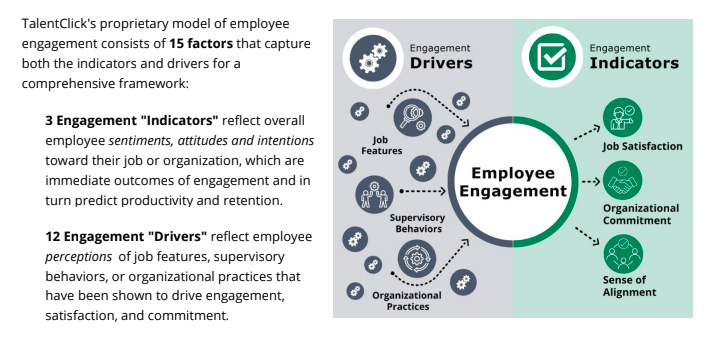 TalentClick's proprietary model of employee
engagement consists of 15 factors that capture
both the indicators and drivers for a
comprehensive framework:
3 Engagement "Indicators" reflect overall
employee sentiments, attitudes and intentions
toward their job or organization, which are
immediate outcomes of engagement and in
turn predict productivity and retention.
12 Engagement "Drivers" reflect employee
perceptions of job features, supervisory
behaviors, or organizational practices that
have been shown to drive engagement,
satisfaction, and commitment.
Engagement
Drivers
Engagement
Indicators
Job
Features
Supervisory
Behaviors
Organizational
Practices
Employee
Engagement
Job Satisfaction
Organizational
Commitment
Sense of
Alignment